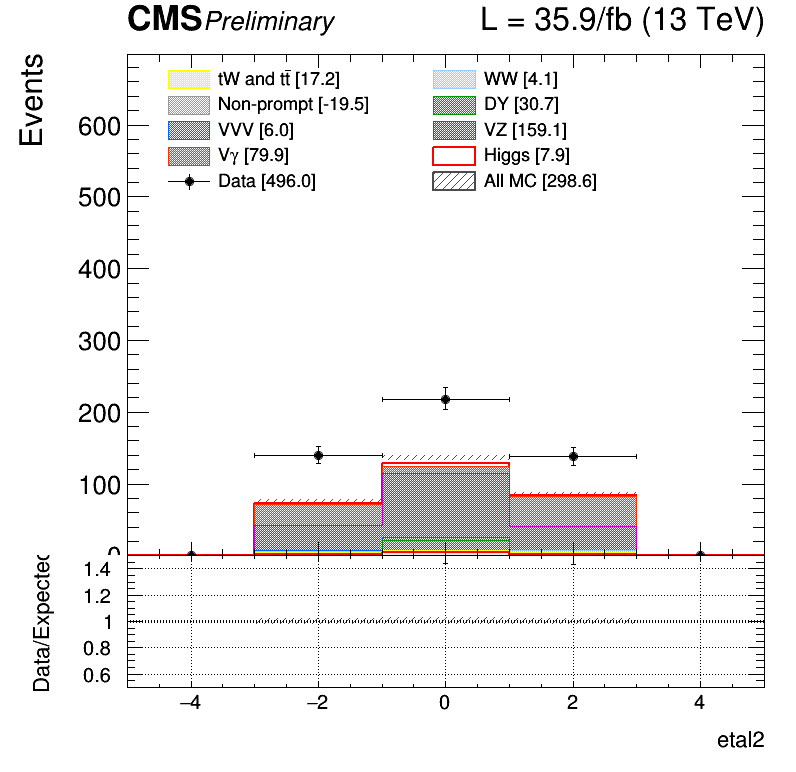 CMS Preliminary L = 35.9/fb (13 TeV)
Events
tW and tt̄ [17.2] WW [4.1]
Non-prompt [-19.5] DY [30.7]
VVV [6.0] VZ [159.1]
Vγ [79.9] Higgs [7.9]
Data [496.0] All MC [298.6]
600
500
400
300
200
100
0
Data/Expected
1.4
1.2
1
0.8
0.6
−4 −2 0 2 4
etal2